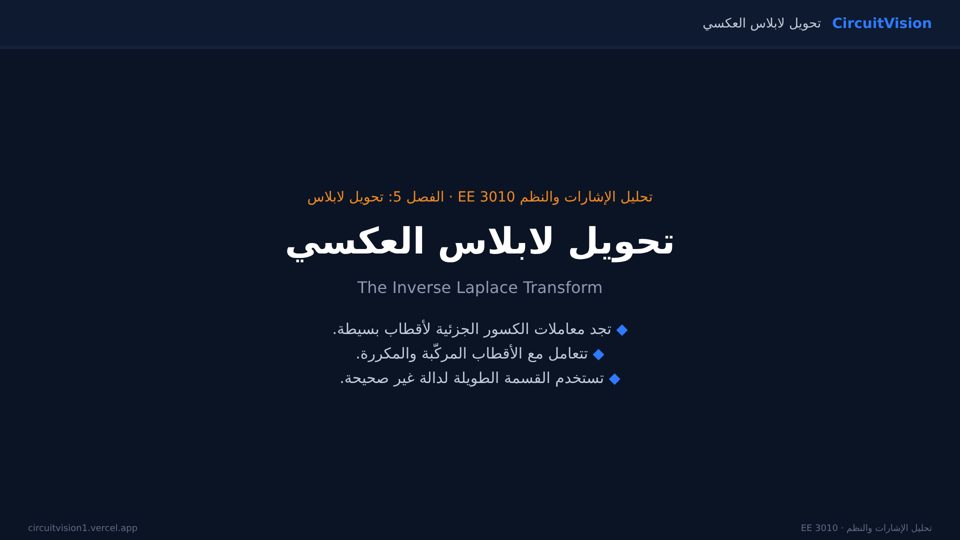 CircuitVision تحويل لابلاس العكسي
تحليل الإشارات والنظم EE 3010 · الفصل 5: تحويل لابلاس
تحويل لابلاس العكسي
The Inverse Laplace Transform
◆ تجد معاملات الكسور الجزئية لأقطاب بسيطة.
◆ تتعامل مع الأقطاب المركّبة والمكررة.
◆ تستخدم القسمة الطويلة لدالة غير صحيحة.
تحليل الإشارات والنظم · EE 3010
circuitvision1.vercel.app